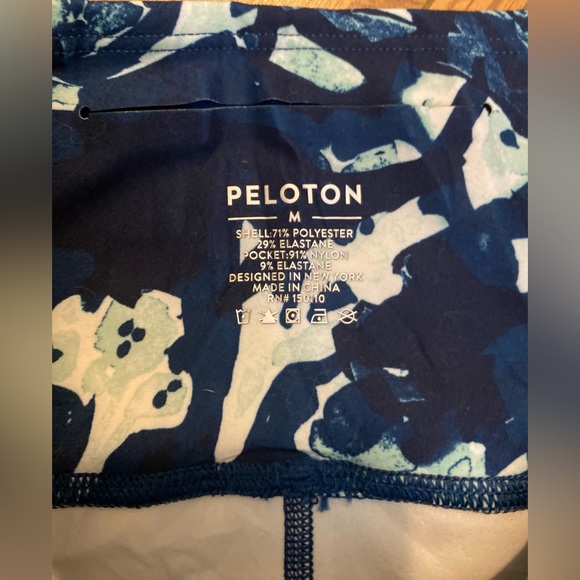 PELOTON
M
SHELL:71% POLYESTER
29% ELASTANE
POCKET:91% NYLON
9% ELASTANE
DESIGNED IN NEW YORK
MADE IN CHINA
RN# 150110